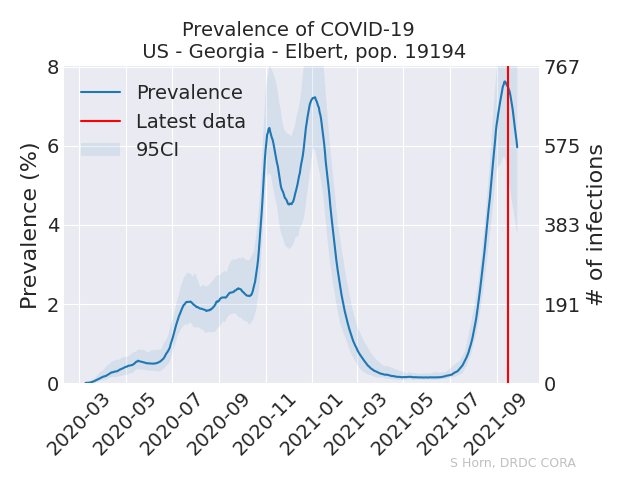 Prevalence of COVID-19
US - Georgia - Elbert, pop. 19194
Prevalence
Latest data
95CI
Prevalence (%)
8
6
4
2
0
767
575
383
191
0
# of infections
2020-03
2020-05
2020-07
2020-09
2020-11
2021-01
2021-03
2021-05
2021-07
2021-09
S Horn, DRDC CORA